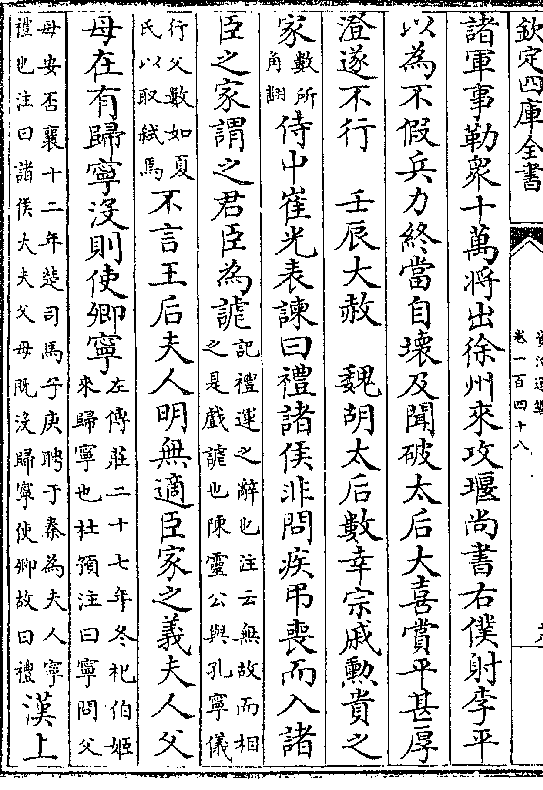 欽定四庫全書
卷一百四十八
諸軍事勒衆十萬將出徐州來攻堰尚書右僕射李平
以為不假兵力終當自壞及聞破太后大喜賞平甚厚
澄遂不行　壬辰大赦　魏胡太后數幸宗戚勲貴之
家數所角翻侍中崔光表諫曰禮諸侯非問疾弔喪而入諸
臣之家謂之君臣為謔記禮運之辭也注云無故而相之是戲謔也陳靈公與孔寧儀
行父數如夏氏以取弑焉不言王后夫人明無適臣家之義夫人父
母在有歸寧沒則使卿寧左傳莊二十七年冬杞伯姬來歸寧也杜預注曰寧問父
母安否襄十二年楚司馬子庚聘于秦為夫人寧禮也注曰諸侯夫人父母既沒歸寧使卿故曰禮漢上